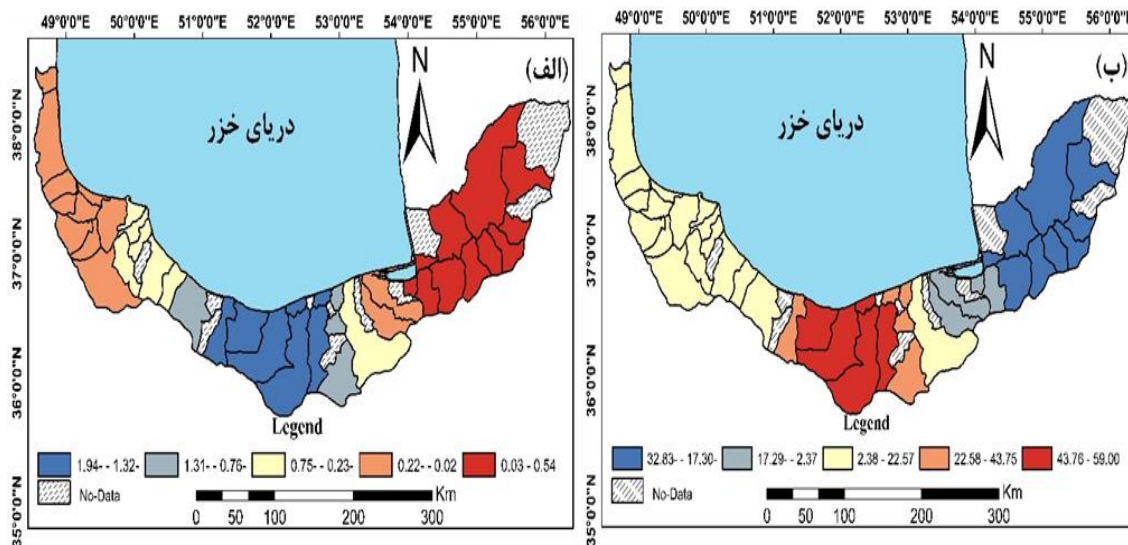 49°0'0"E 50°0'0"E 51°0'0"E 52°0'0"E 53°0'0"E 54°0'0"E 55°0'0"E 56°0'0"E
N
(الف)
دریای خزر
38°0'0"N
37°0'0"N
36°0'0"N
35°0'0"N
Legend
1.94- - 1.32- 1.31- - 0.76- 0.75- - 0.23- 0.22- - 0.02 0.03 - 0.54
No-Data
Km
0 50 100 200 300
49°0'0"E 50°0'0"E 51°0'0"E 52°0'0"E 53°0'0"E 54°0'0"E 55°0'0"E 56°0'0"E
N
(ب)
دریای خزر
38°0'0"N
37°0'0"N
36°0'0"N
35°0'0"N
Legend
32.83- - 17.30- 17.29- - 2.37 2.38 - 22.57 22.58 - 43.75 43.76 - 59.00
No-Data
Km
0 50 100 200 300